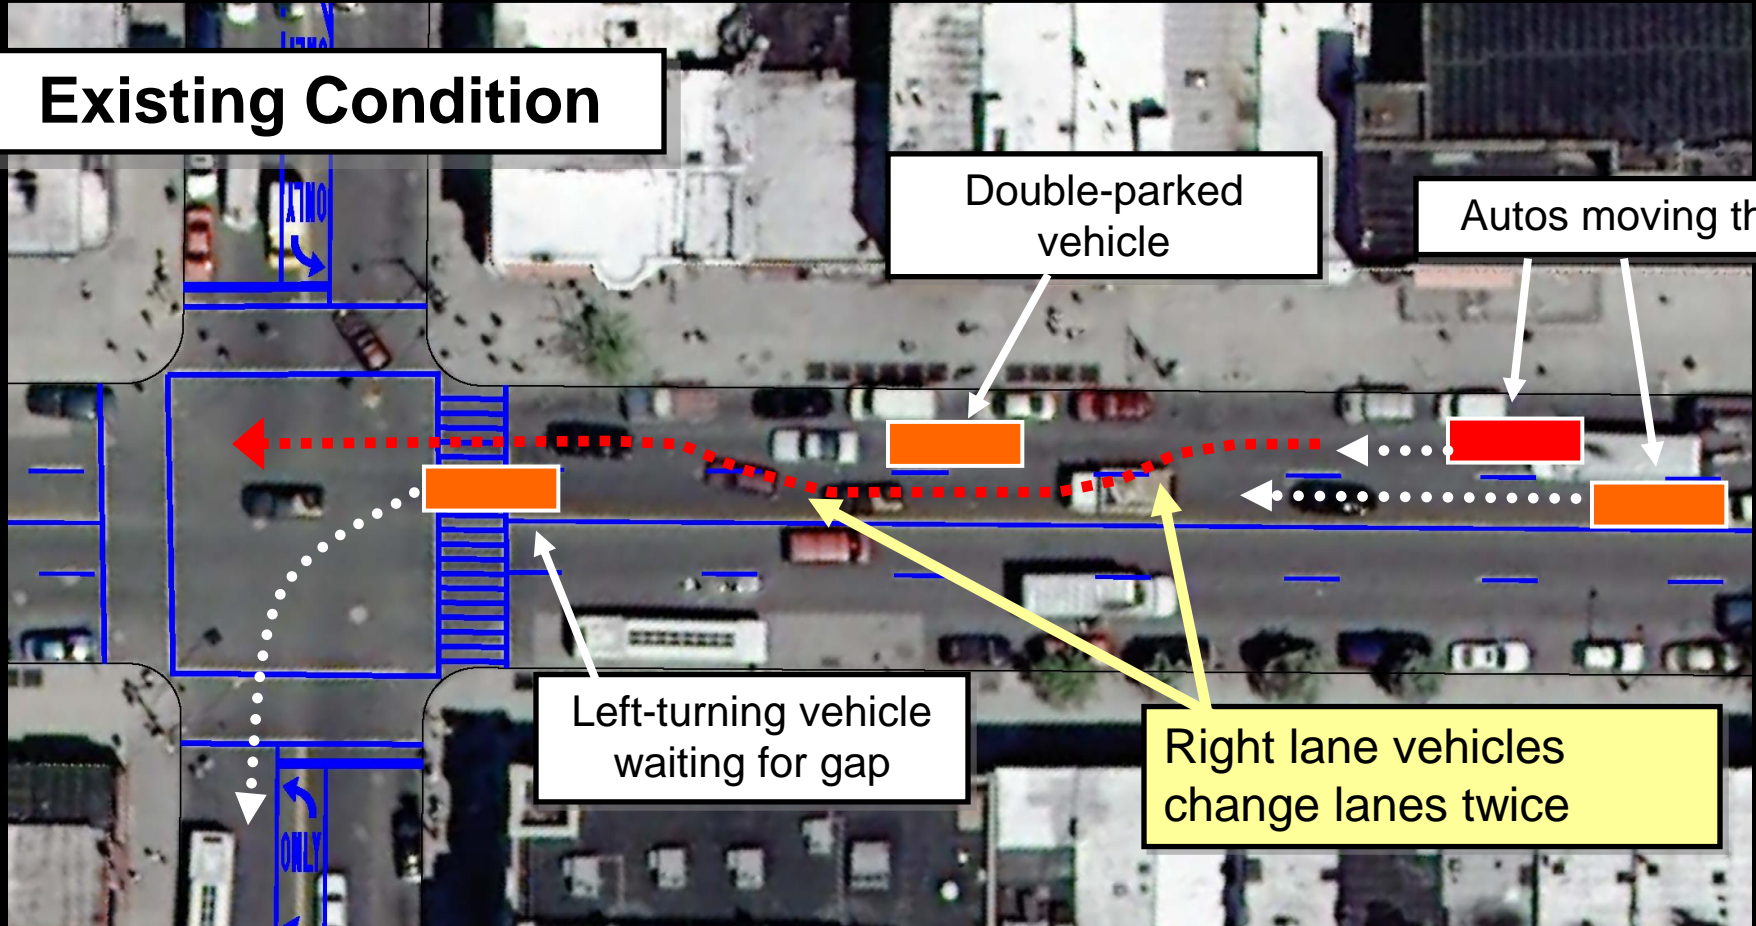 Existing Condition
Double-parked
vehicle
Autos moving th
ONLY
Left-turning vehicle
waiting for gap
Right lane vehicles
change lanes twice
ONLY